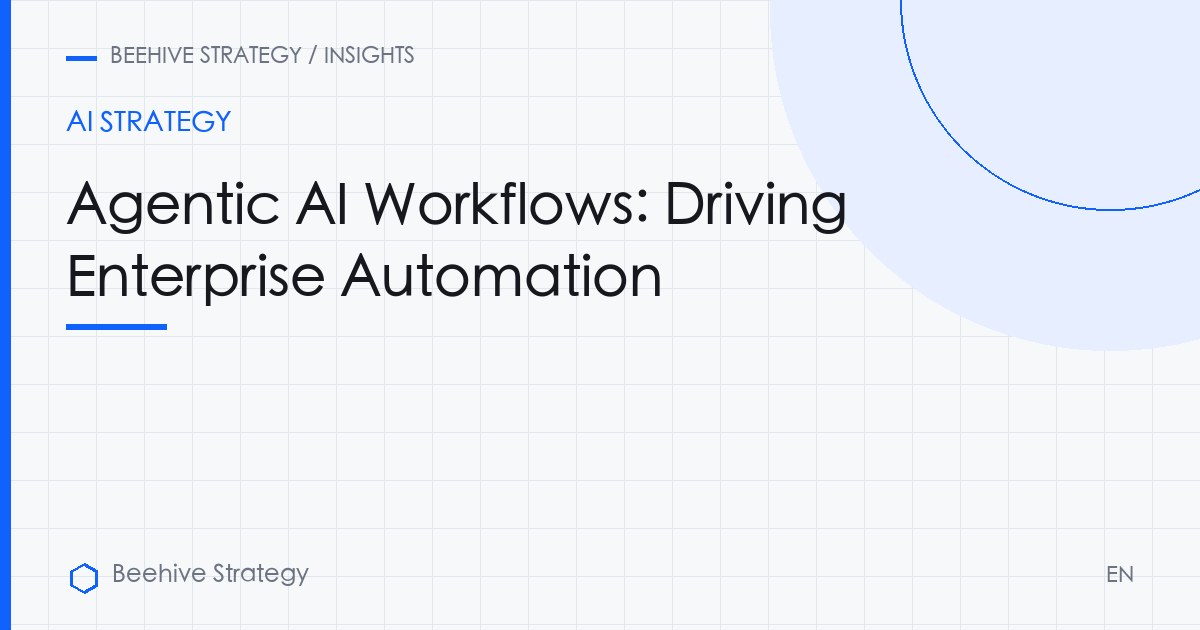 BEEHIVE STRATEGY / INSIGHTS
AI STRATEGY
Agentic AI Workflows: Driving
Enterprise Automation
Beehive Strategy
EN